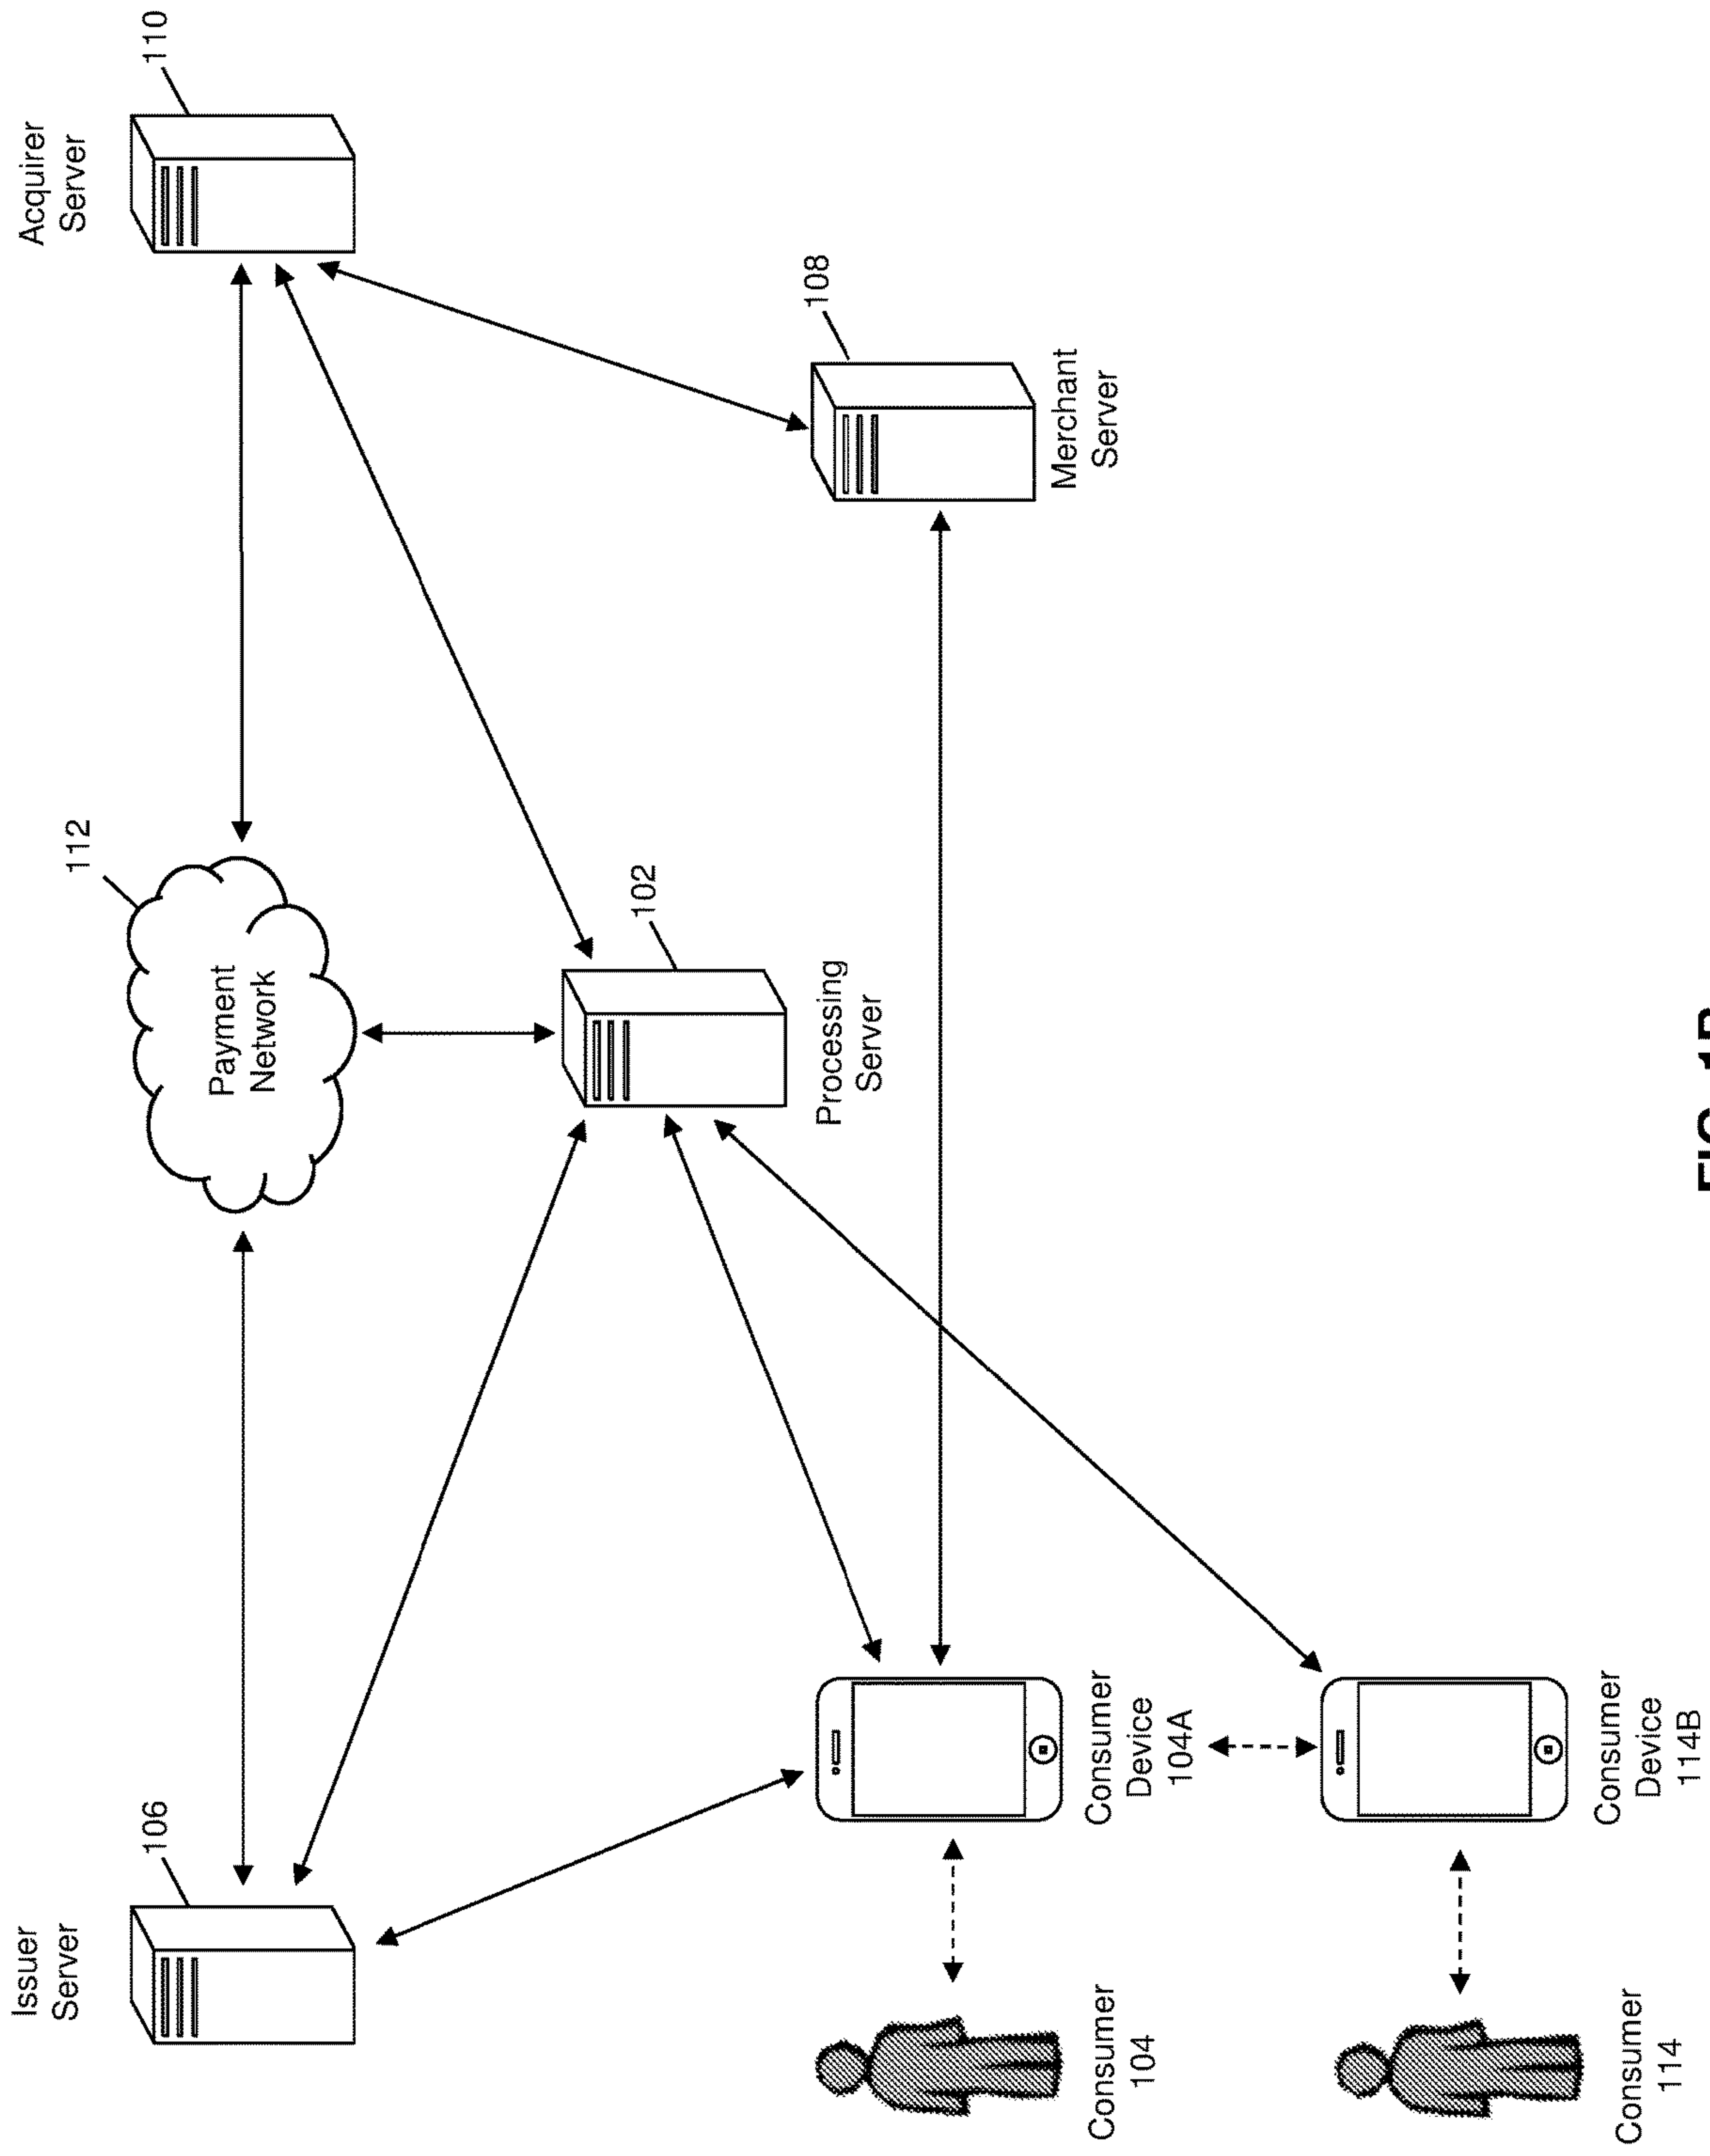 Issuer
Server
106
112
Payment
Network
Acquirer
Server
110
102
Processing
Server
108
Merchant
Server
Consumer
104
Consumer
Device
104A
Consumer
114
Consumer
Device
114B